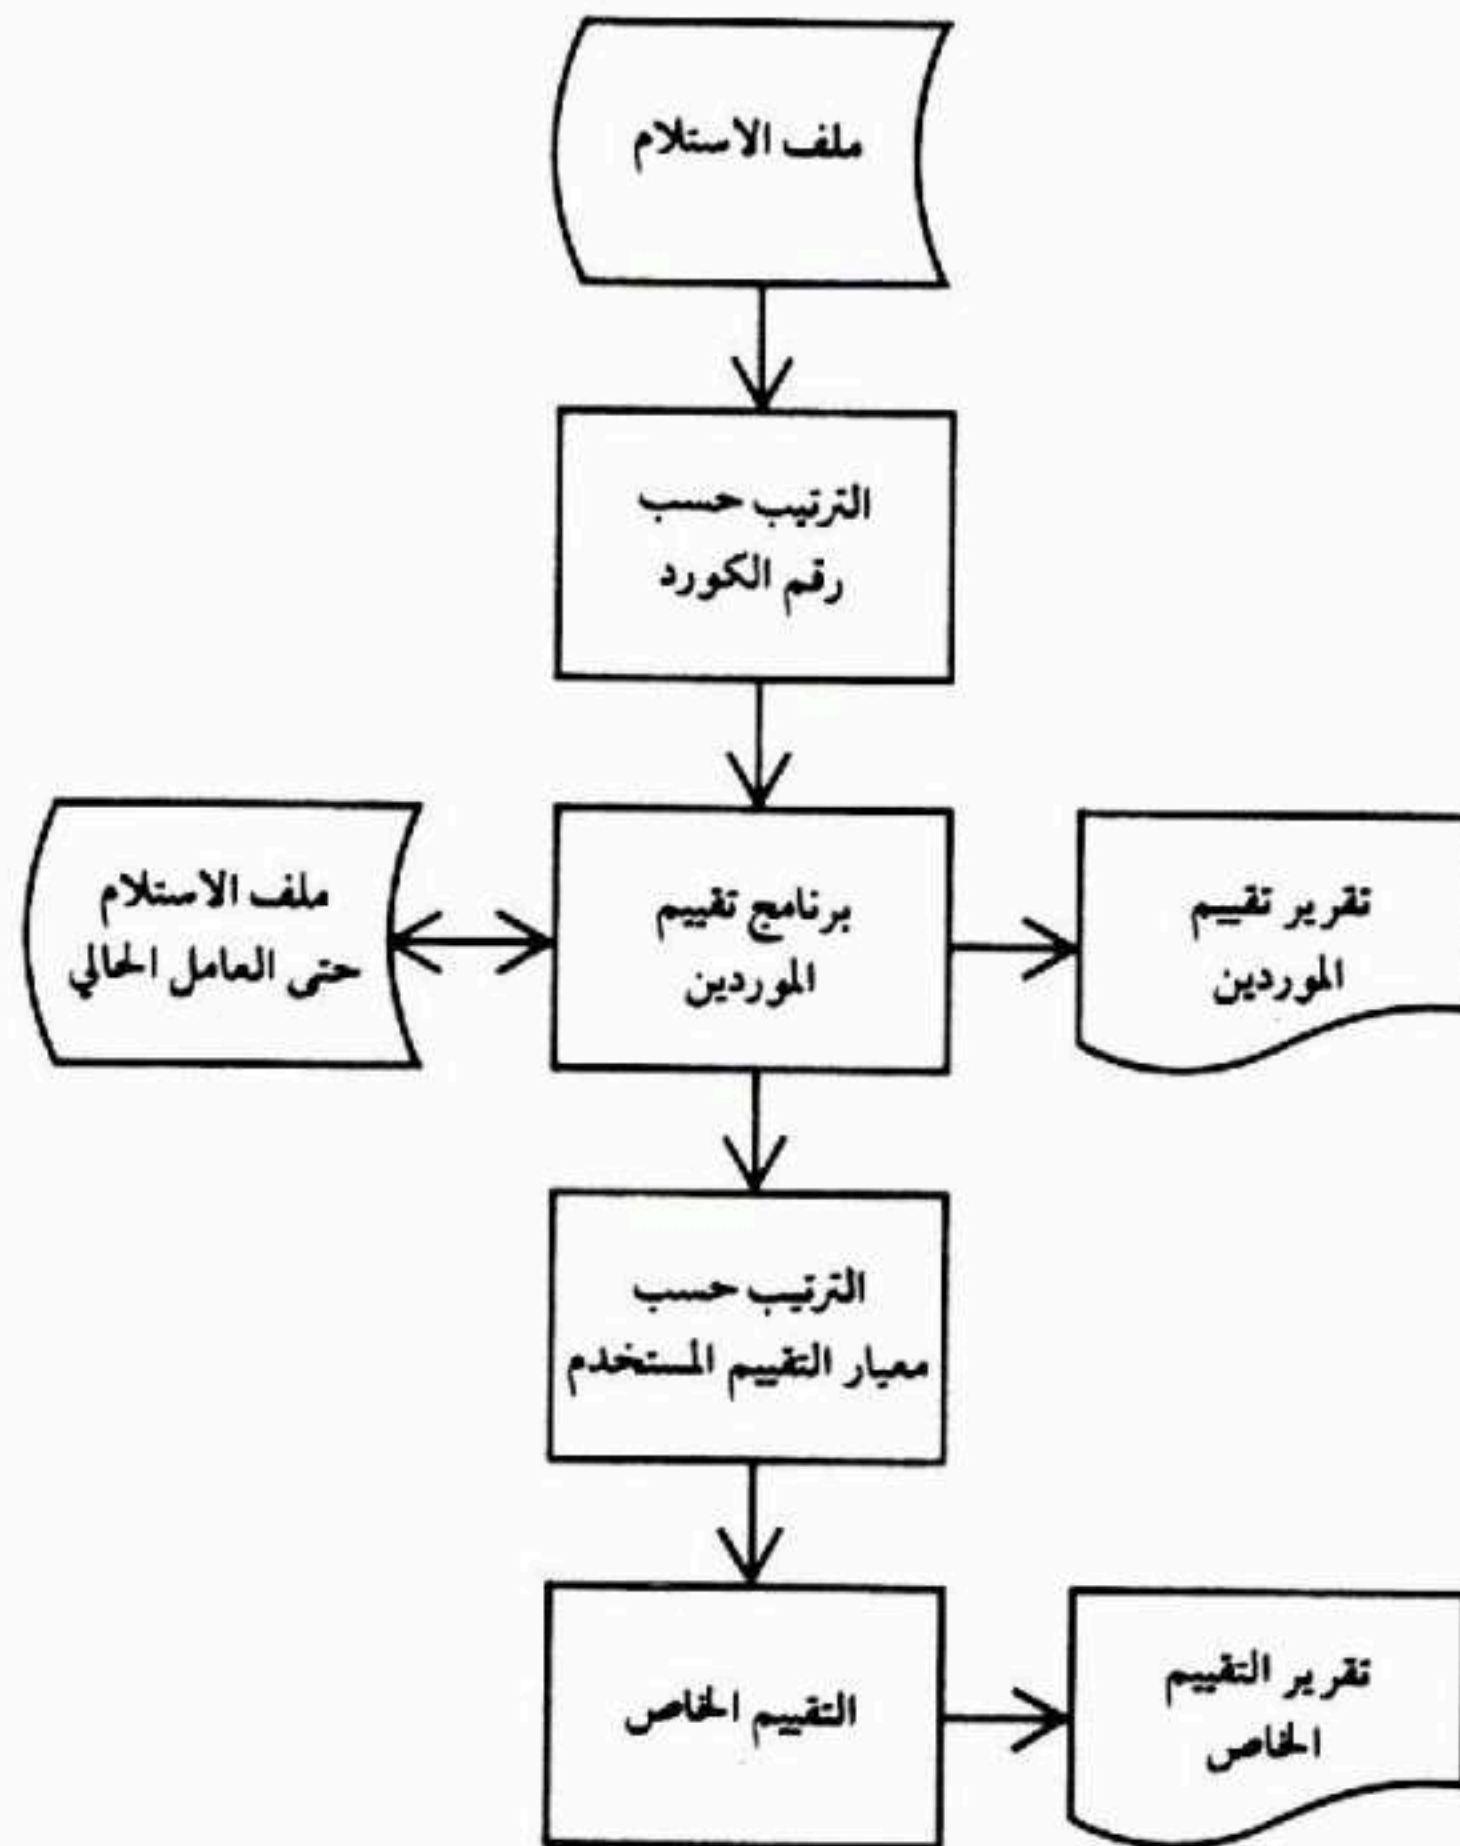 ملف الاستلام
الترتيب حسب
رقم الكورد
ملف الاستلام
حتى العامل الحالي
برنامج تقييم
الموردين
تقرير تقييم
الموردين
الترتيب حسب
معيار التقييم المستخدم
التقييم الخاص
تقرير التقييم
الخاص